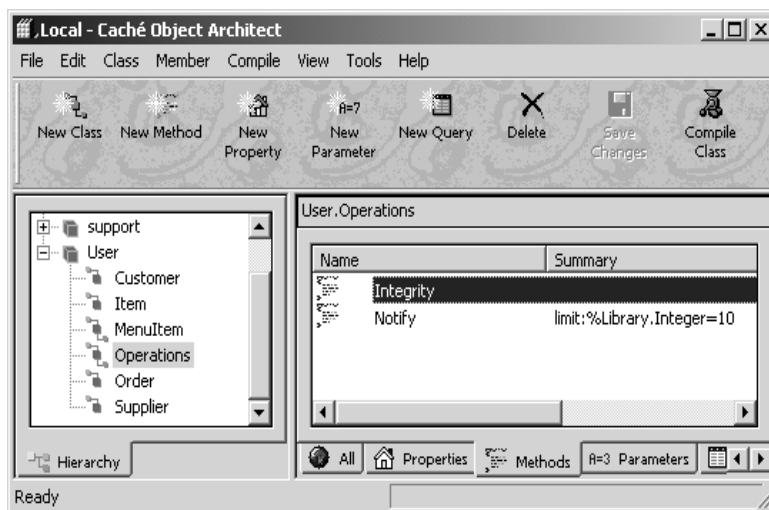 Local - Caché Object Architect
File Edit Class Member Compile View Tools Help
New Class New Method New Property A=7 New Parameter New Query Delete Save Changes Compile Class
User.Operations
support
User
Customer
Item
MenuItem
Operations
Order
Supplier
Name Summary
Integrity
Notify limit:%Library.Integer=10
Hierarchy
All Properties Methods A=3 Parameters
Ready